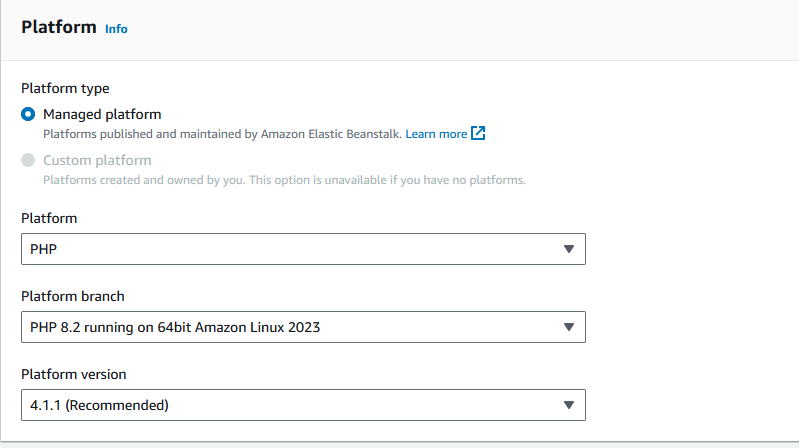 Platform Info
Platform type
Managed platform
Platforms published and maintained by Amazon Elastic Beanstalk. Learn more
Custom platform
Platforms created and owned by you. This option is unavailable if you have no platforms.
Platform
PHP
Platform branch
PHP 8.2 running on 64bit Amazon Linux 2023
Platform version
4.1.1 (Recommended)